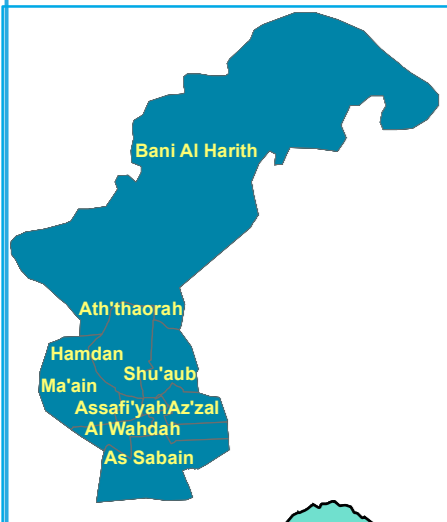 Bani Al Harith
Ath'thaorah
Hamdan
Shu'aub
Ma'ain
Assafi'yah
Az'zal
Al Wahdah
As Sabain